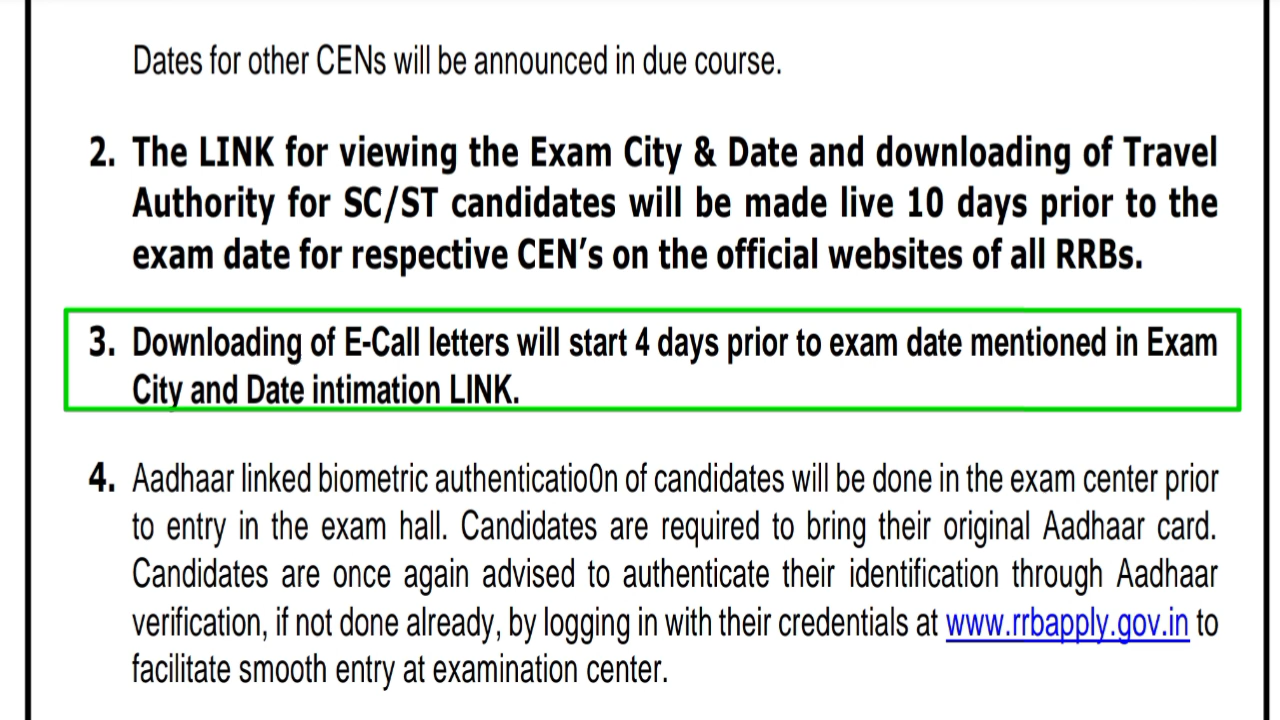 Dates for other CENs will be announced in due course.
2. The LINK for viewing the Exam City & Date and downloading of Travel
Authority for SC/ST candidates will be made live 10 days prior to the
exam date for respective CEN's on the official websites of all RRBs.
3. Downloading of E-Call letters will start 4 days prior to exam date mentioned in Exam
City and Date intimation LINK.
4. Aadhaar linked biometric authenticatio0n of candidates will be done in the exam center prior
to entry in the exam hall. Candidates are required to bring their original Aadhaar card.
Candidates are once again advised to authenticate their identification through Aadhaar
verification, if not done already, by logging in with their credentials at www.rrbapply.gov.in to
facilitate smooth entry at examination center.